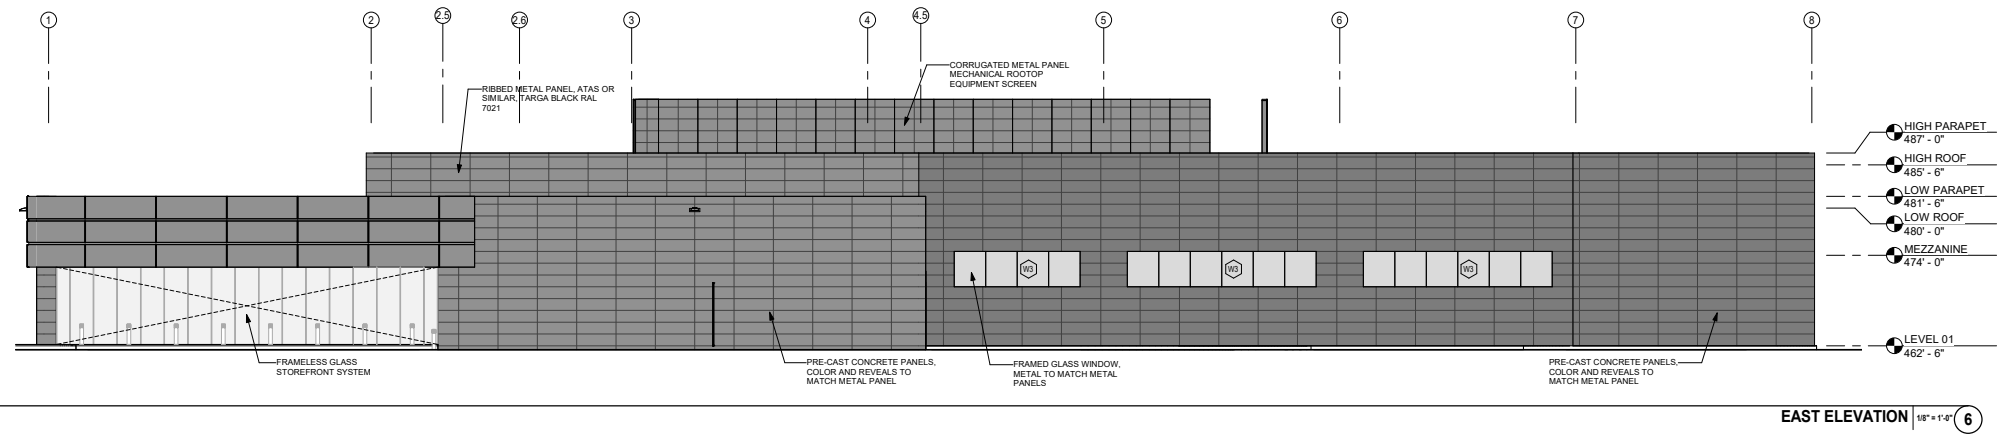 1
2
2.5
2.6
3
4
4.5
5
6
7
8
CORRUGATED METAL PANEL
MECHANICAL ROOTOP
EQUIPMENT SCREEN
RIBBED METAL PANEL, ATAS OR
SIMILAR, TARGA BLACK RAL
7021
HIGH PARAPET
487' - 0"
HIGH ROOF
485' - 6"
LOW PARAPET
481' - 6"
LOW ROOF
480' - 0"
MEZZANINE
474' - 0"
W3
W3
W3
LEVEL 01
462' - 6"
FRAMELESS GLASS
STOREFRONT SYSTEM
PRE-CAST CONCRETE PANELS,
COLOR AND REVEALS TO
MATCH METAL PANEL
FRAMED GLASS WINDOW,
METAL TO MATCH METAL
PANELS
PRE-CAST CONCRETE PANELS,
COLOR AND REVEALS TO
MATCH METAL PANEL
EAST ELEVATION 1/8" = 1'-0" 6